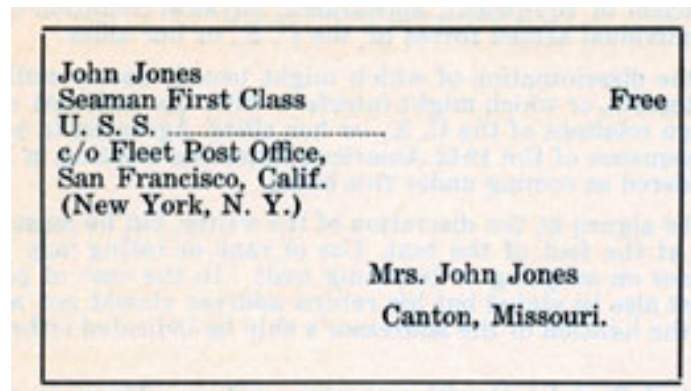 John Jones
Seaman First Class Free
U. S. S. ..............................
c/o Fleet Post Office,
San Francisco, Calif.
(New York, N. Y.)
Mrs. John Jones
Canton, Missouri.